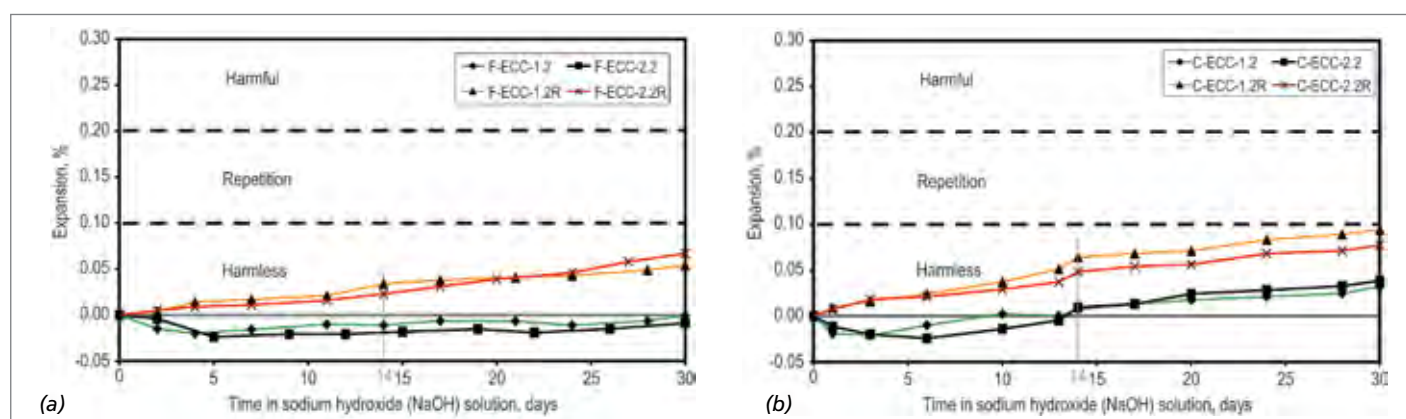 0.30
0.25
0.20
0.15
0.10
0.05
0.00
-0.05
Expansion, %
Harmful
Repetition
Harmless
F-ECC-1.2 F-ECC-2.2
F-ECC-1.2R F-ECC-2.2R
0 5 10 14 15 20 25 30
Time in sodium hydroxide (NaOH) solution, days
(a)
0.30
0.25
0.20
0.15
0.10
0.05
0.00
-0.05
Expansion, %
Harmful
Repetition
Harmless
C-ECC-1.2 C-ECC-2.2
C-ECC-1.2R C-ECC-2.2R
0 5 10 14 15 20 25 30
Time in sodium hydroxide (NaOH) solution, days
(b)